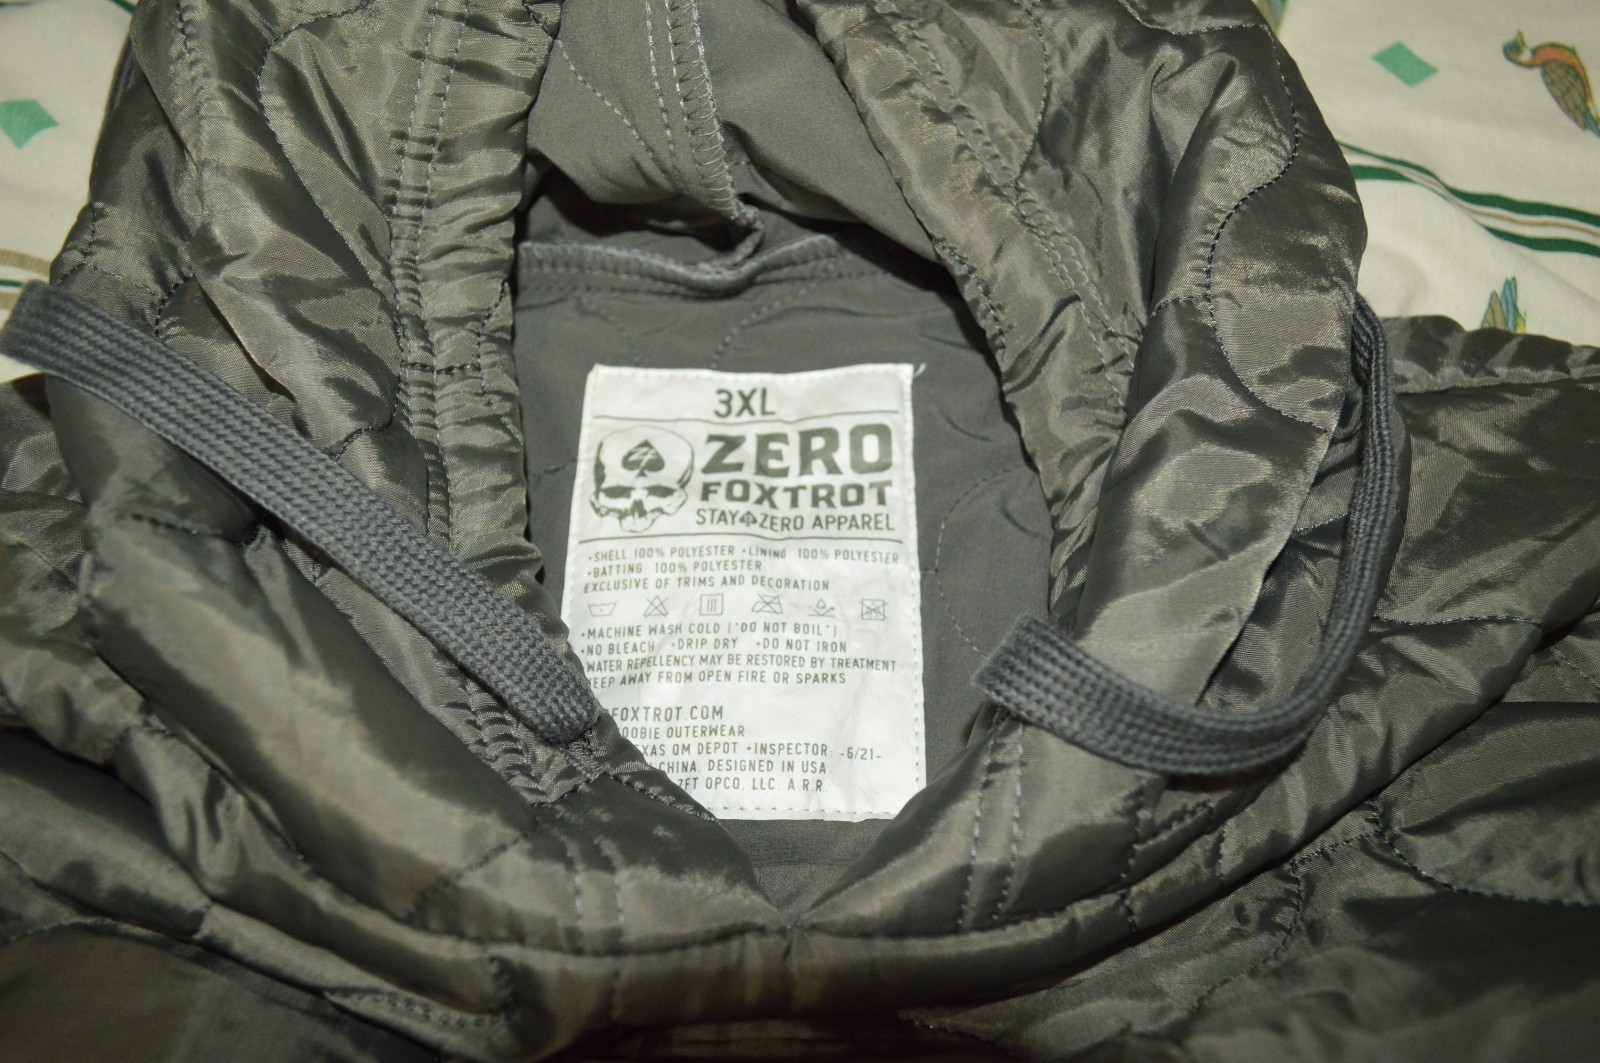 3XL
ZF
ZERO
FOXTROT
STAY ZERO APPAREL
•SHELL 100% POLYESTER •LINING 100% POLYESTER
•BATTING 100% POLYESTER
EXCLUSIVE OF TRIMS AND DECORATION
•MACHINE WASH COLD ("DO NOT BOIL")
•NO BLEACH •DRIP DRY •DO NOT IRON
WATER REPELLENCY MAY BE RESTORED BY TREATMENT
EEP AWAY FROM OPEN FIRE OR SPARKS
FOXTROT.COM
OOBIE OUTERWEAR
XAS QM DEPOT •INSPECTOR: -6/21-
CHINA, DESIGNED IN USA
ZFT OPCO, LLC. A.R.R.